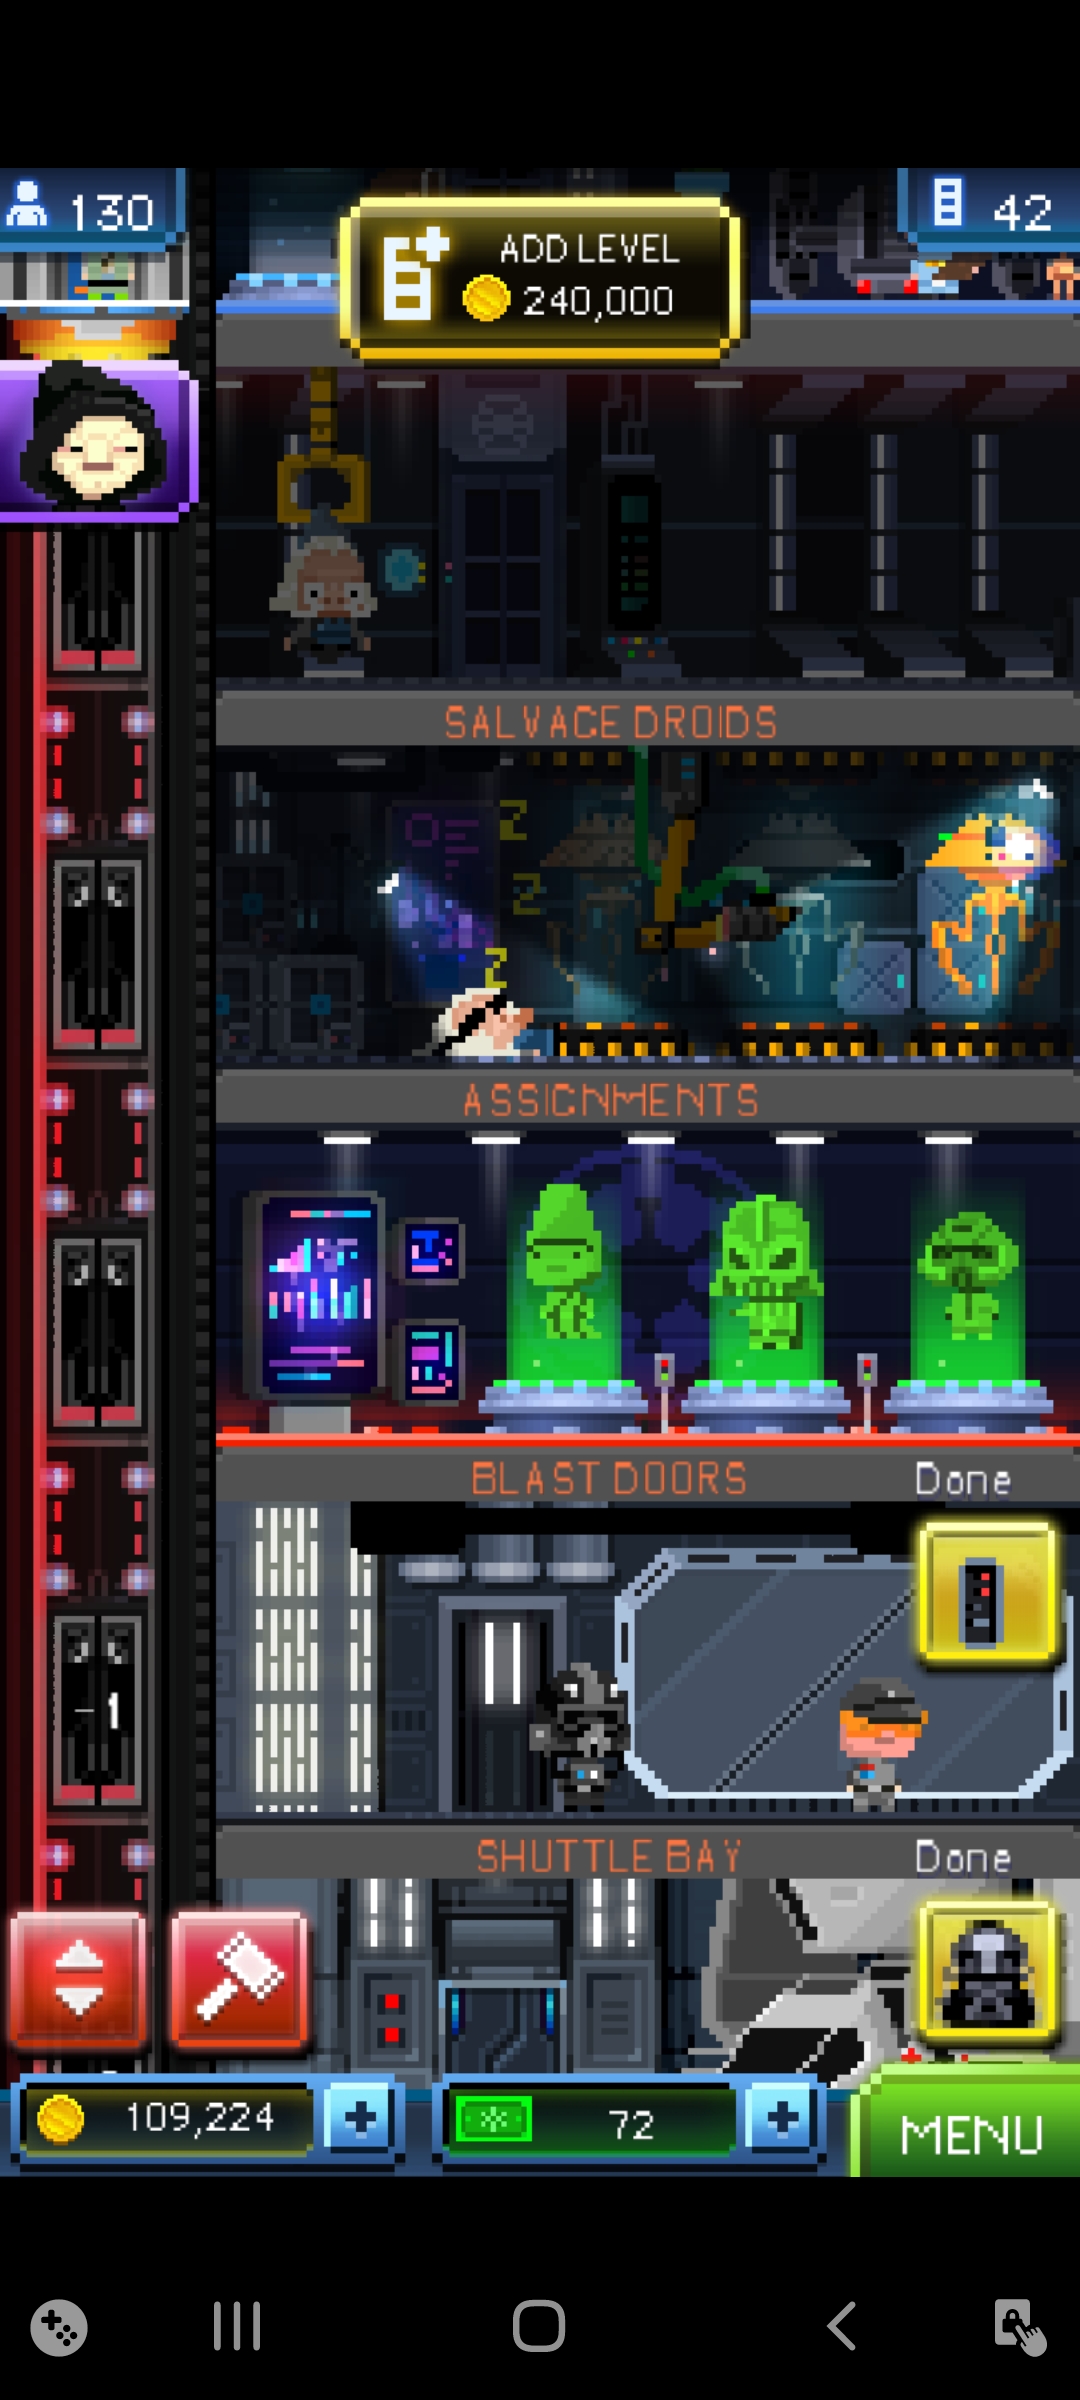 130
42
ADD LEVEL
240,000
SALVAGE DROIDS
Z
Z
Z
ASSIGNMENTS
BLAST DOORS Done
-1
SHUTTLE BAY Done
109,224
72
MENU